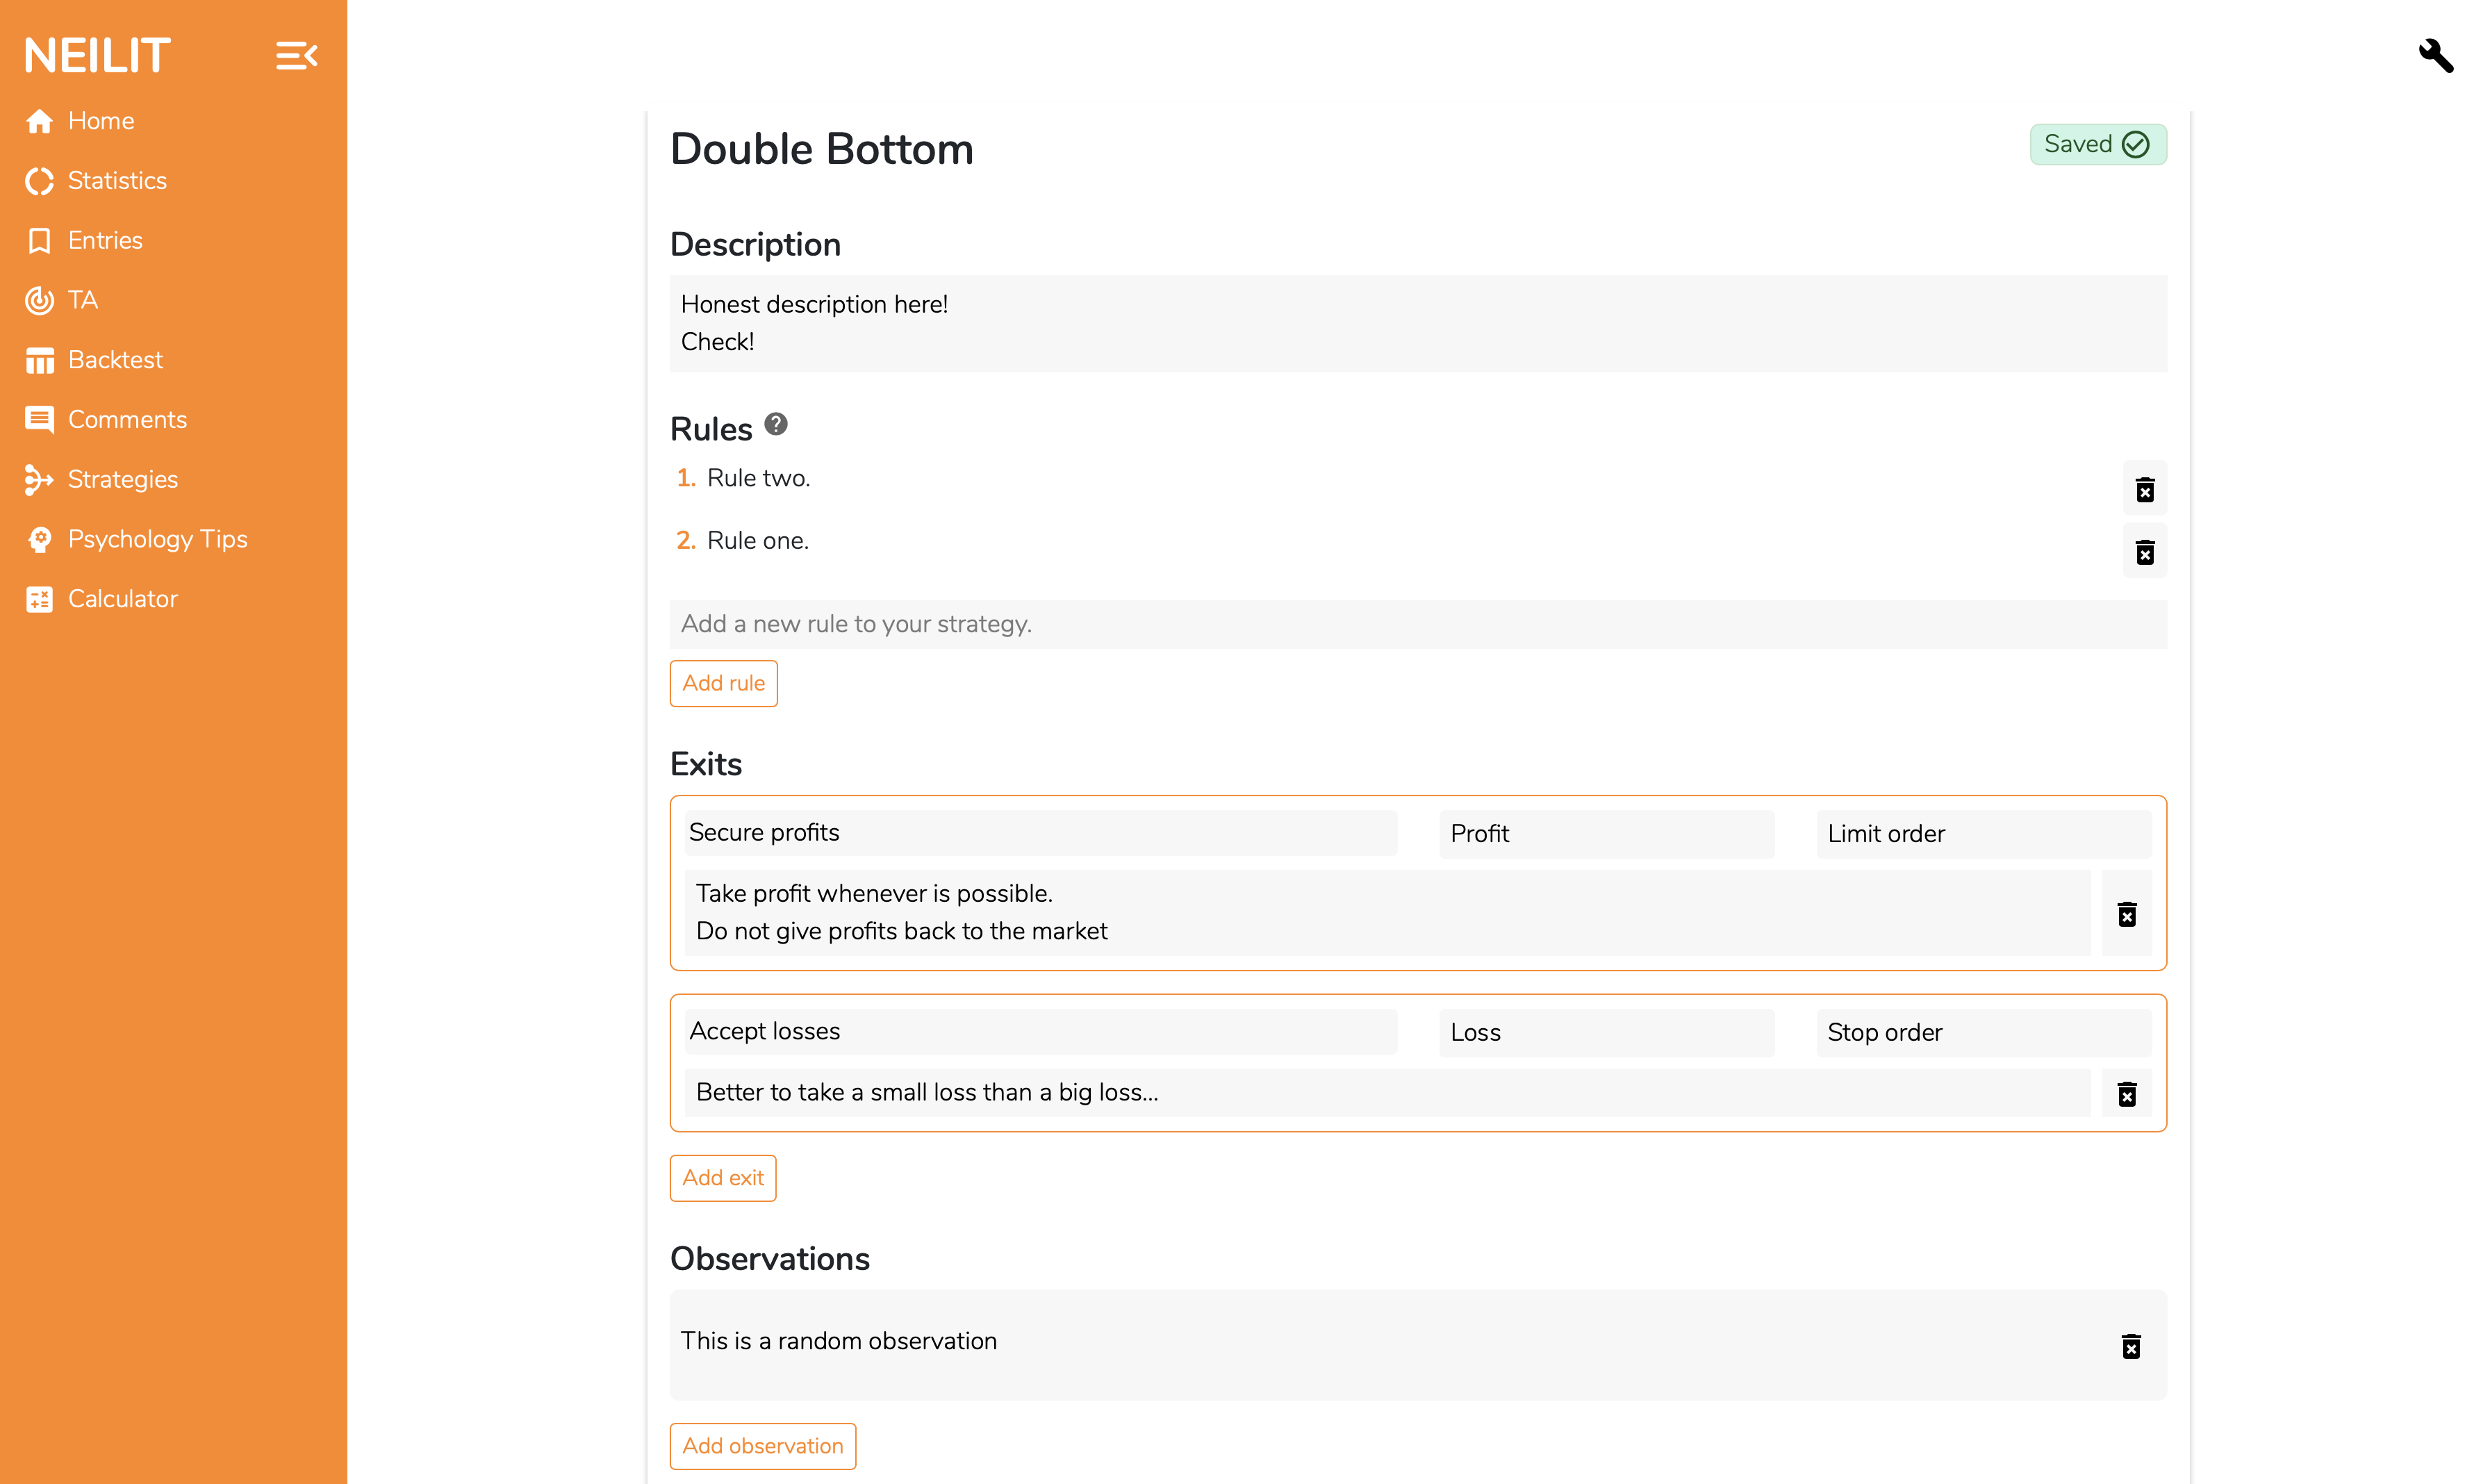 NEILIT
Home
Statistics
Entries
TA
Backtest
Comments
Strategies
Psychology Tips
Calculator
Double Bottom
Saved
Description
Honest description here!
Check!
Rules
1. Rule two.
2. Rule one.
Add a new rule to your strategy.
Add rule
Exits
Secure profits
Profit
Limit order
Take profit whenever is possible.
Do not give profits back to the market
Accept losses
Loss
Stop order
Better to take a small loss than a big loss...
Add exit
Observations
This is a random observation
Add observation